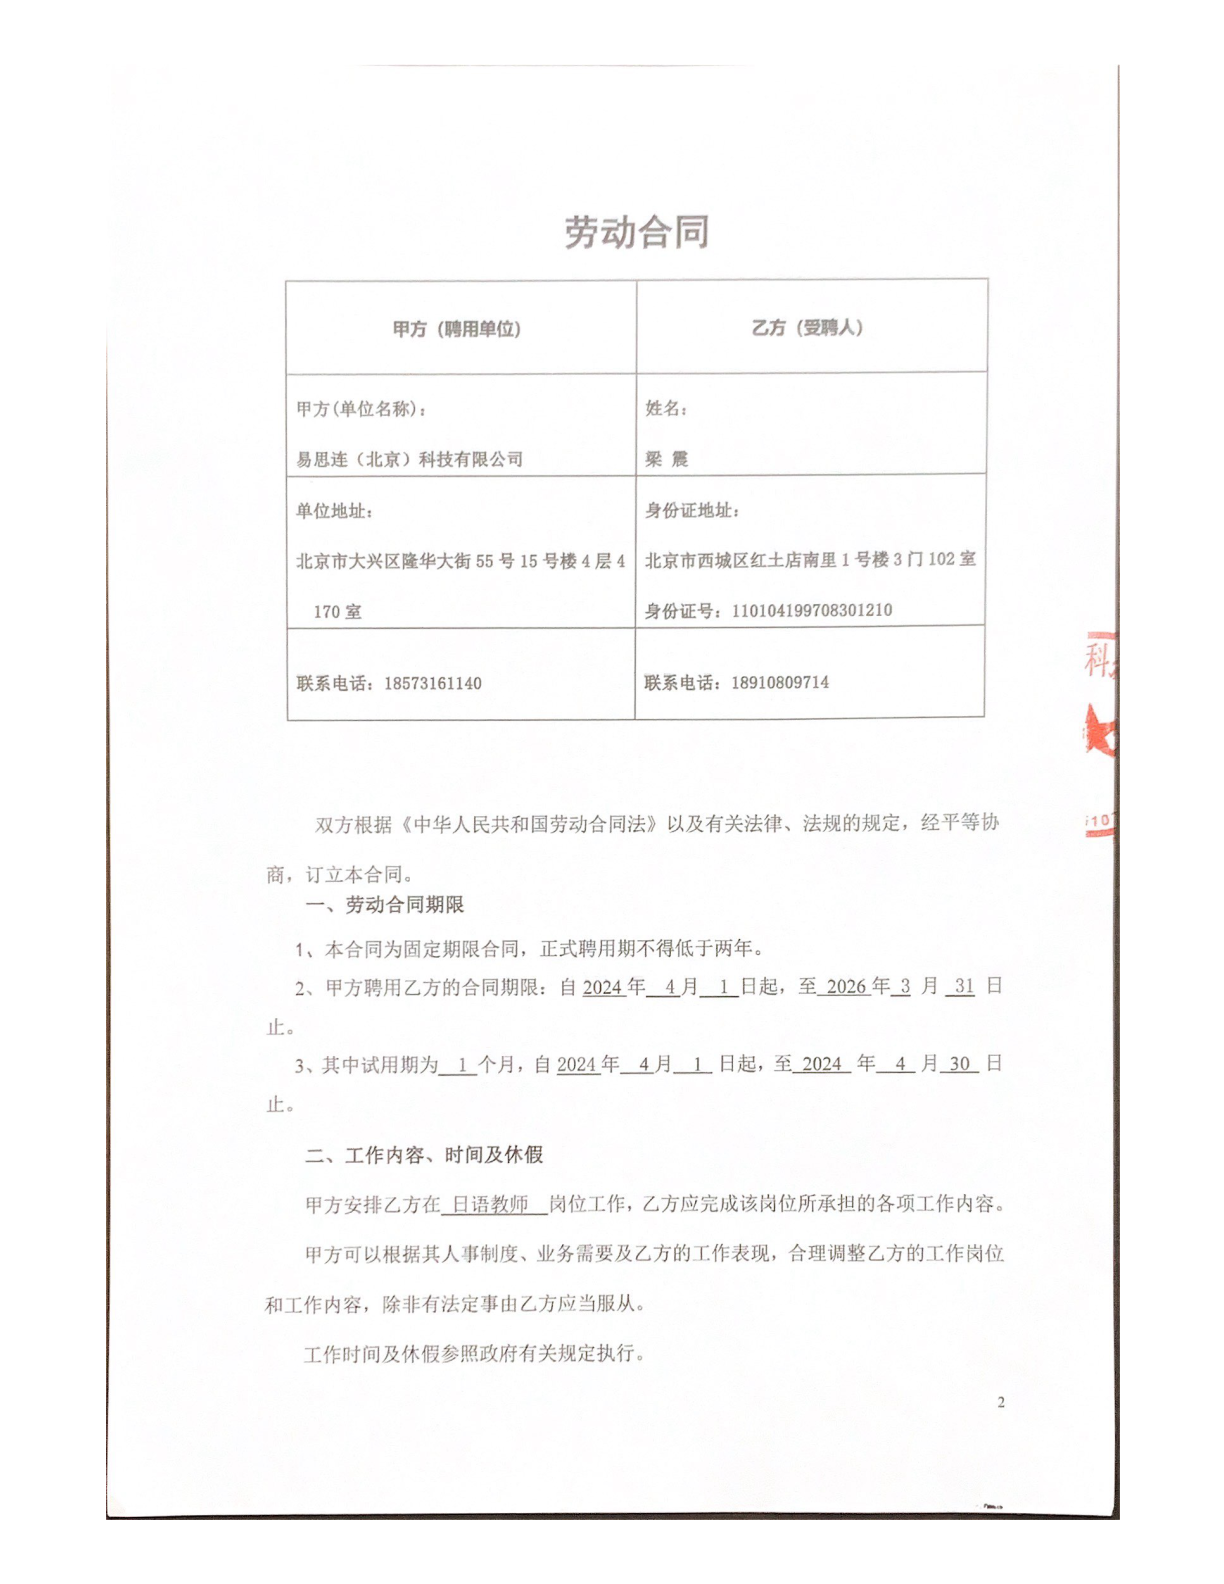 劳动合同
甲方（聘用单位）
乙方（受聘人）
甲方(单位名称)：
易思连（北京）科技有限公司
姓名：
梁 震
单位地址：
北京市大兴区隆华大街 55 号 15 号楼 4 层 4
170 室
身份证地址：
北京市西城区红土店南里 1 号楼 3 门 102 室
身份证号：110104199708301210
联系电话：18573161140
联系电话：18910809714
科
双方根据《中华人民共和国劳动合同法》以及有关法律、法规的规定，经平等协
商，订立本合同。
一、劳动合同期限
1、本合同为固定期限合同，正式聘用期不得低于两年。
2、甲方聘用乙方的合同期限：自 2024 年 4 月 1 日起，至 2026 年 3 月 31 日
止。
3、其中试用期为 1 个月，自 2024 年 4 月 1 日起，至 2024 年 4 月 30 日
止。
二、工作内容、时间及休假
甲方安排乙方在 日语教师 岗位工作，乙方应完成该岗位所承担的各项工作内容。
甲方可以根据其人事制度、业务需要及乙方的工作表现，合理调整乙方的工作岗位
和工作内容，除非有法定事由乙方应当服从。
工作时间及休假参照政府有关规定执行。
2